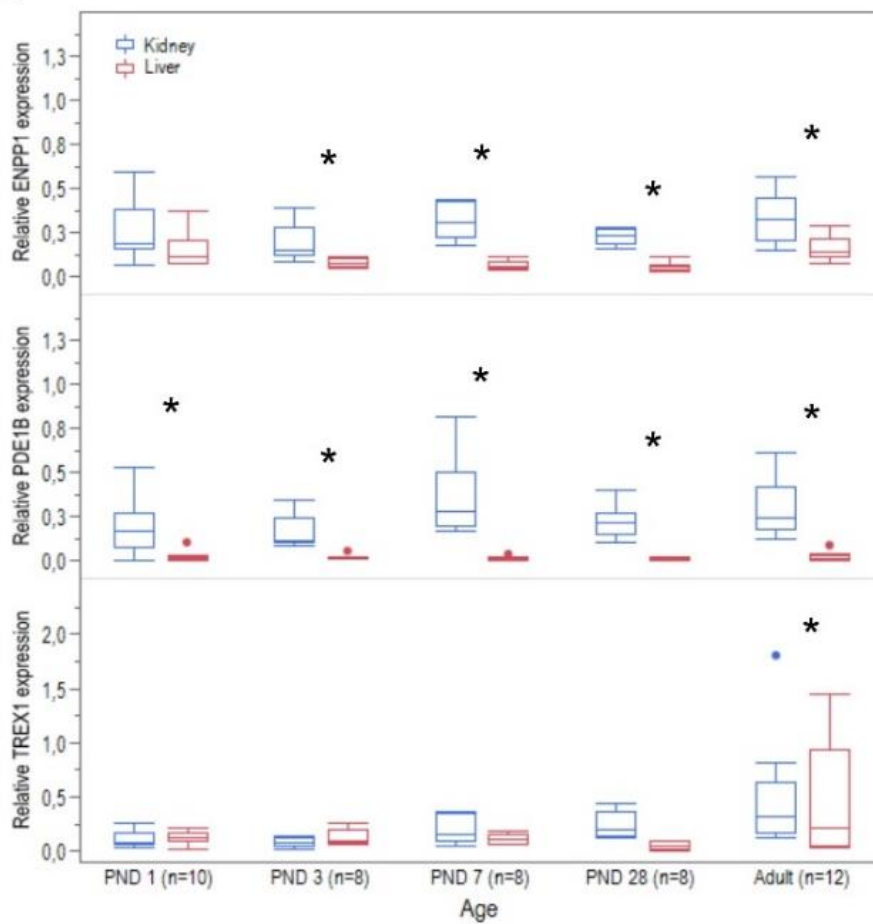 Relative ENPP1 expression
1,3
1,0
0,8
0,5
0,3
0,0
Kidney
Liver
*
*
*
*
Relative PDE1B expression
1,3
1,0
0,8
0,5
0,3
0,0
*
*
*
*
*
Relative TREX1 expression
2,0
1,5
0,0
0,5
0,0
*
PND 1 (n=10)
PND 3 (n=8)
PND 7 (n=8)
PND 28 (n=8)
Adult (n=12)
Age